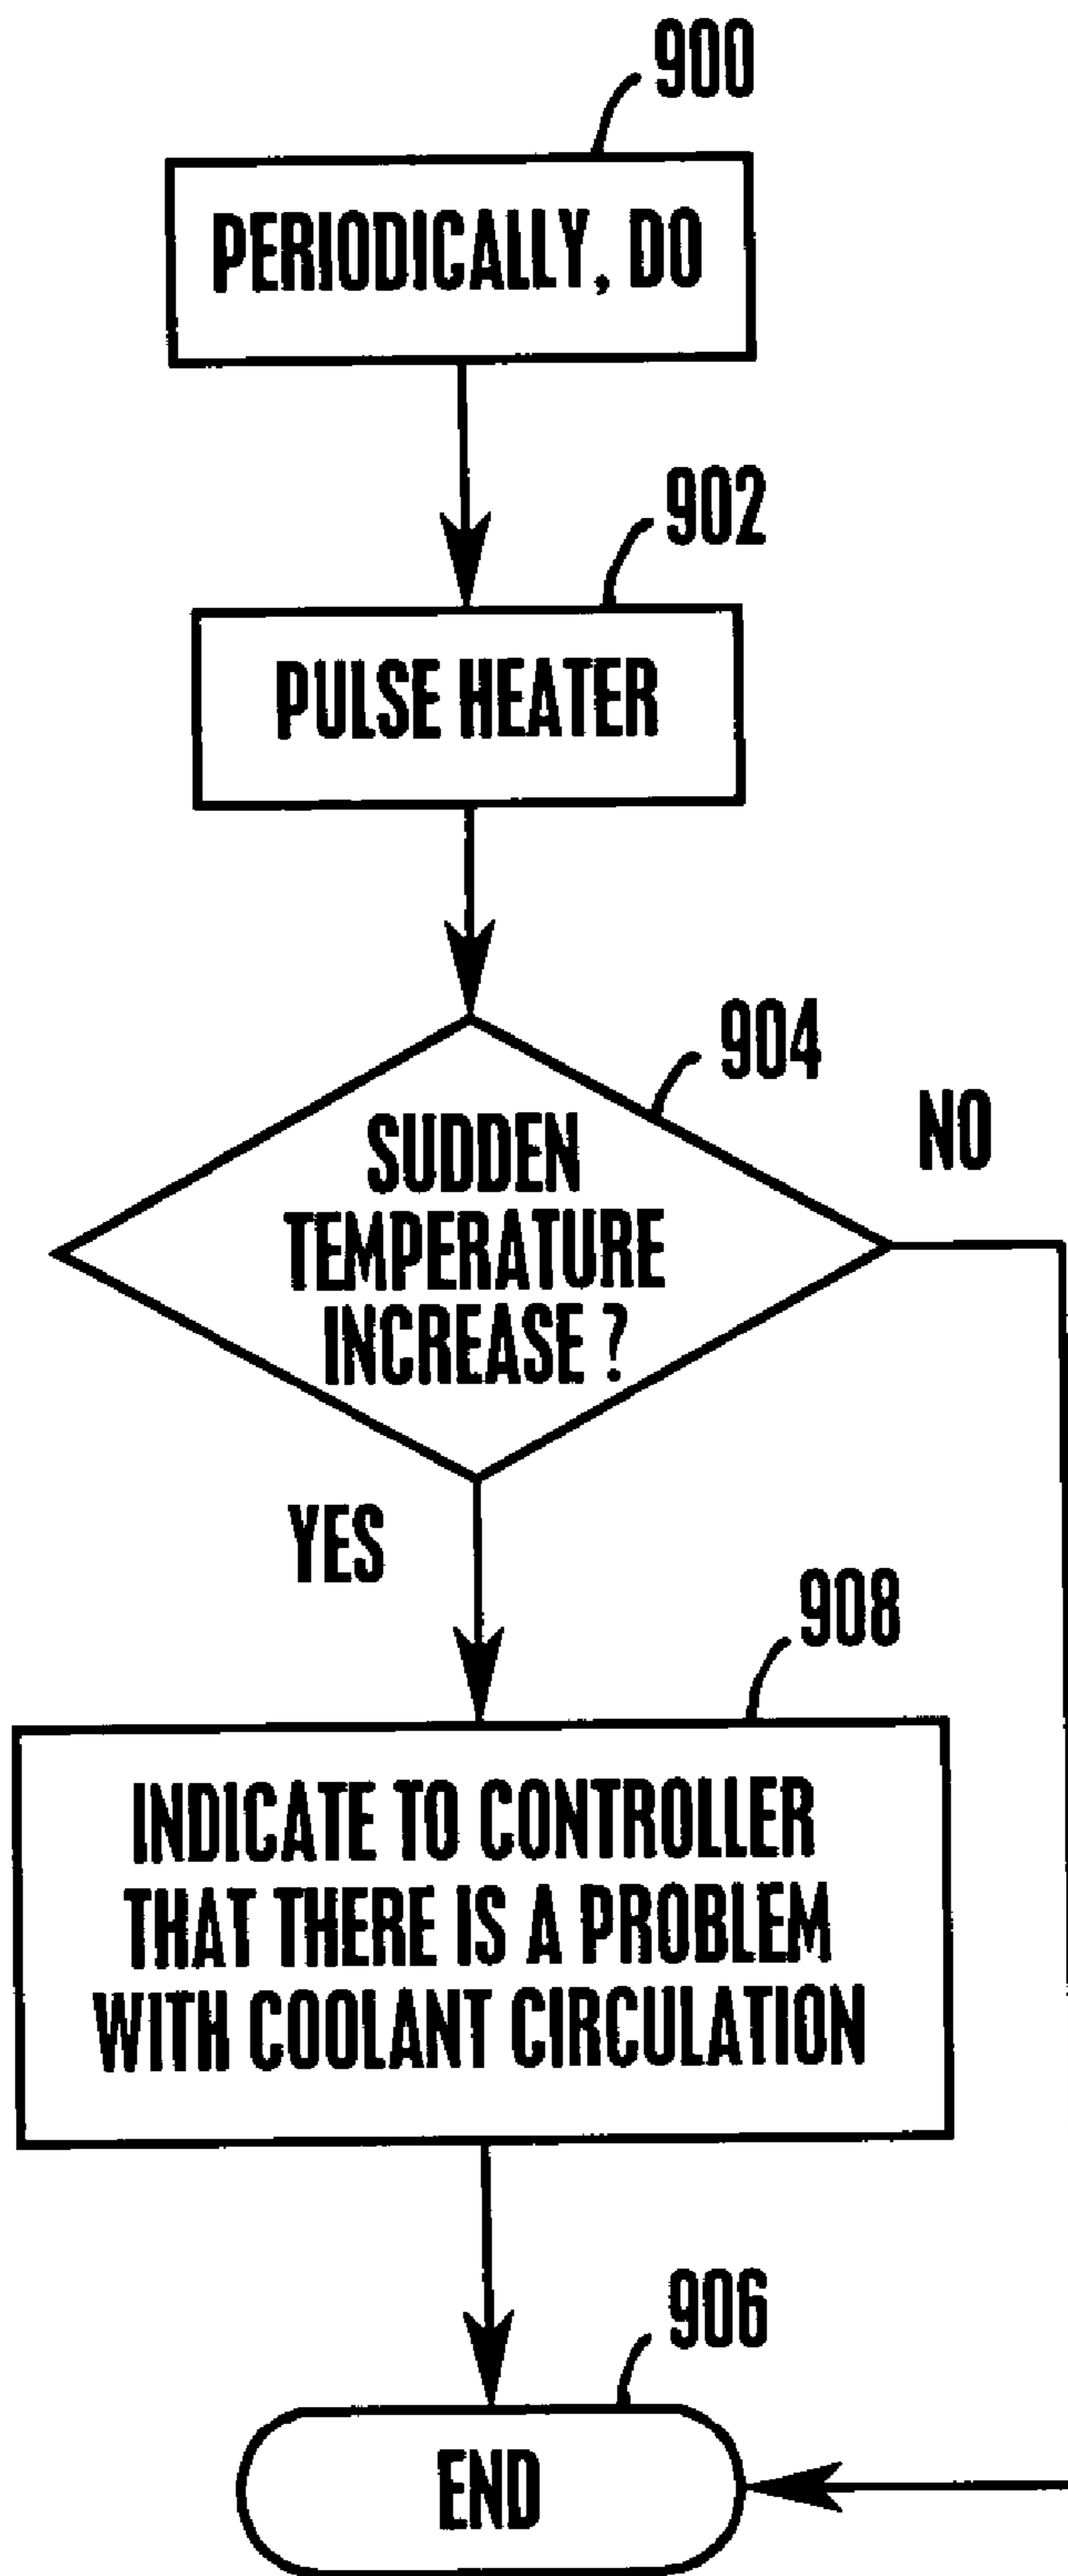 900
PERIODICALLY, DO
902
PULSE HEATER
904
NO
SUDDEN
TEMPERATURE
INCREASE ?
YES
908
INDICATE TO CONTROLLER
THAT THERE IS A PROBLEM
WITH COOLANT CIRCULATION
906
END